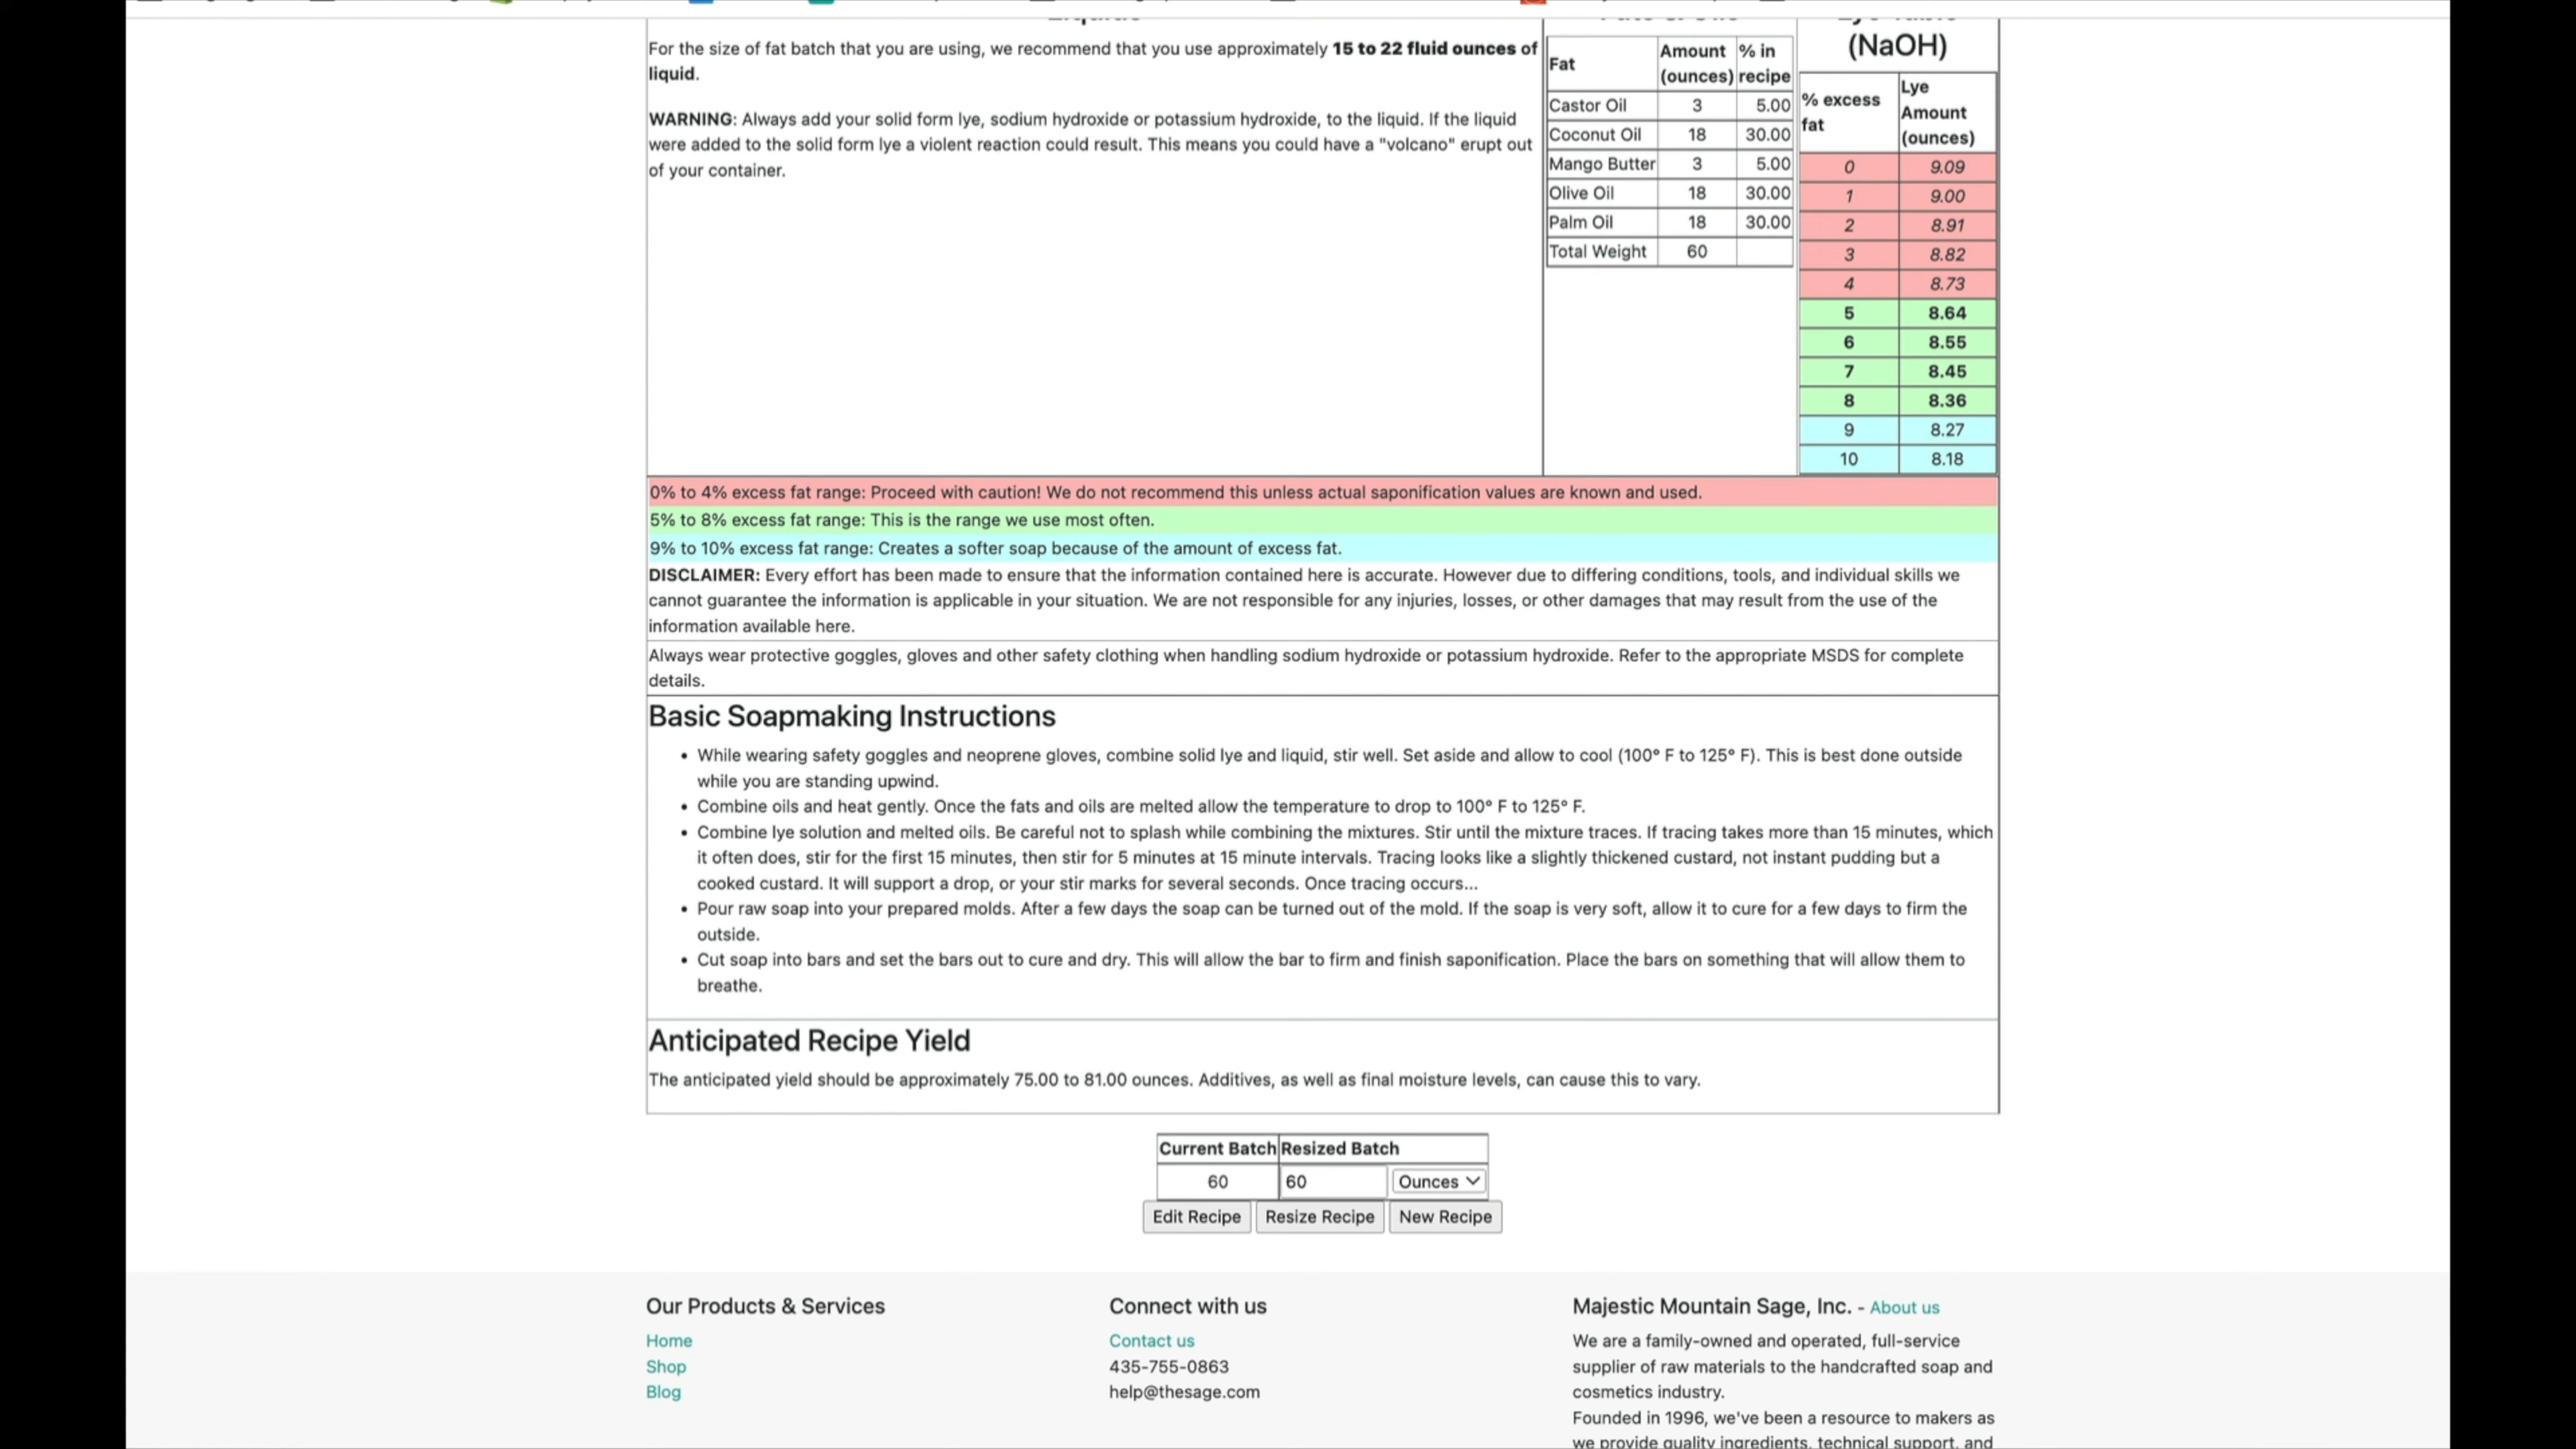 For the size of fat batch that you are using, we recommend that you use approximately 15 to 22 fluid ounces of
liquid.
WARNING: Always add your solid form lye, sodium hydroxide or potassium hydroxide, to the liquid. If the liquid
were added to the solid form lye a violent reaction could result. This means you could have a "volcano" erupt out
of your container.
Fat Amount (ounces) % in recipe
Castor Oil 3 5.00
Coconut Oil 18 30.00
Mango Butter 3 5.00
Olive Oil 18 30.00
Palm Oil 18 30.00
Total Weight 60
(NaOH)
% excess fat Lye Amount (ounces)
0 9.09
1 9.00
2 8.91
3 8.82
4 8.73
5 8.64
6 8.55
7 8.45
8 8.36
9 8.27
10 8.18
0% to 4% excess fat range: Proceed with caution! We do not recommend this unless actual saponification values are known and used.
5% to 8% excess fat range: This is the range we use most often.
9% to 10% excess fat range: Creates a softer soap because of the amount of excess fat.
DISCLAIMER: Every effort has been made to ensure that the information contained here is accurate. However due to differing conditions, tools, and individual skills we
cannot guarantee the information is applicable in your situation. We are not responsible for any injuries, losses, or other damages that may result from the use of the
information available here.
Always wear protective goggles, gloves and other safety clothing when handling sodium hydroxide or potassium hydroxide. Refer to the appropriate MSDS for complete
details.
Basic Soapmaking Instructions
• While wearing safety goggles and neoprene gloves, combine solid lye and liquid, stir well. Set aside and allow to cool (100° F to 125° F). This is best done outside
while you are standing upwind.
• Combine oils and heat gently. Once the fats and oils are melted allow the temperature to drop to 100° F to 125° F.
• Combine lye solution and melted oils. Be careful not to splash while combining the mixtures. Stir until the mixture traces. If tracing takes more than 15 minutes, which
it often does, stir for the first 15 minutes, then stir for 5 minutes at 15 minute intervals. Tracing looks like a slightly thickened custard, not instant pudding but a
cooked custard. It will support a drop, or your stir marks for several seconds. Once tracing occurs...
• Pour raw soap into your prepared molds. After a few days the soap can be turned out of the mold. If the soap is very soft, allow it to cure for a few days to firm the
outside.
• Cut soap into bars and set the bars out to cure and dry. This will allow the bar to firm and finish saponification. Place the bars on something that will allow them to
breathe.
Anticipated Recipe Yield
The anticipated yield should be approximately 75.00 to 81.00 ounces. Additives, as well as final moisture levels, can cause this to vary.
Current Batch Resized Batch
60 60 Ounces
Edit Recipe Resize Recipe New Recipe
Our Products & Services
Home
Shop
Blog
Connect with us
Contact us
435-755-0863
help@thesage.com
Majestic Mountain Sage, Inc. - About us
We are a family-owned and operated, full-service
supplier of raw materials to the handcrafted soap and
cosmetics industry.
Founded in 1996, we've been a resource to makers as
we provide quality ingredients, technical support, and